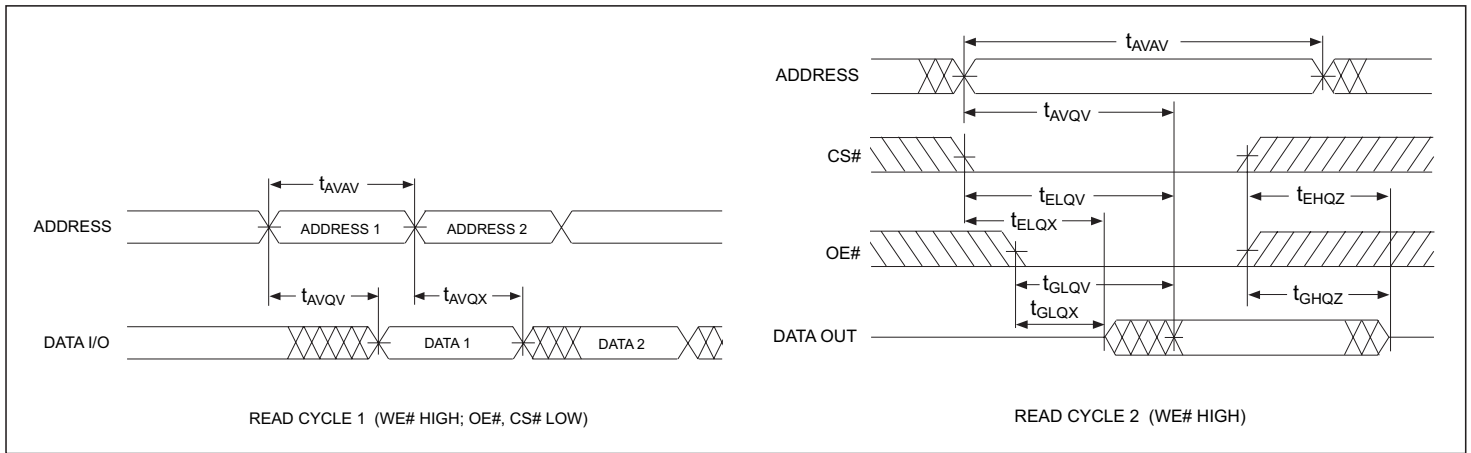 tAVAV
ADDRESS
ADDRESS 1
ADDRESS 2
tAVQV
tAVQX
DATA I/O
DATA 1
DATA 2
READ CYCLE 1 (WE# HIGH; OE#, CS# LOW)
tAVAV
ADDRESS
tAVQV
CS#
tELQV
tEHQZ
tELQX
OE#
tGLQV
tGHQZ
tGLQX
DATA OUT
READ CYCLE 2 (WE# HIGH)